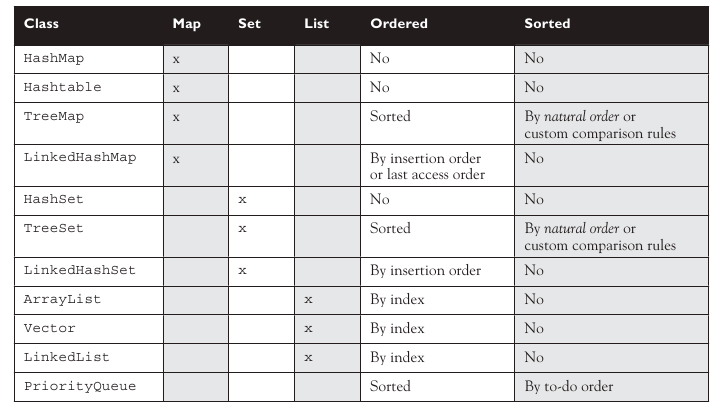 Class Map Set List Ordered Sorted
HashMap x No No
Hashtable x No No
TreeMap x Sorted By natural order or
custom comparison rules
LinkedHashMap x By insertion order No
or last access order
HashSet x No No
TreeSet x Sorted By natural order or
custom comparison rules
LinkedHashSet x By insertion order No
ArrayList x By index No
Vector x By index No
LinkedList x By index No
PriorityQueue Sorted By to-do order